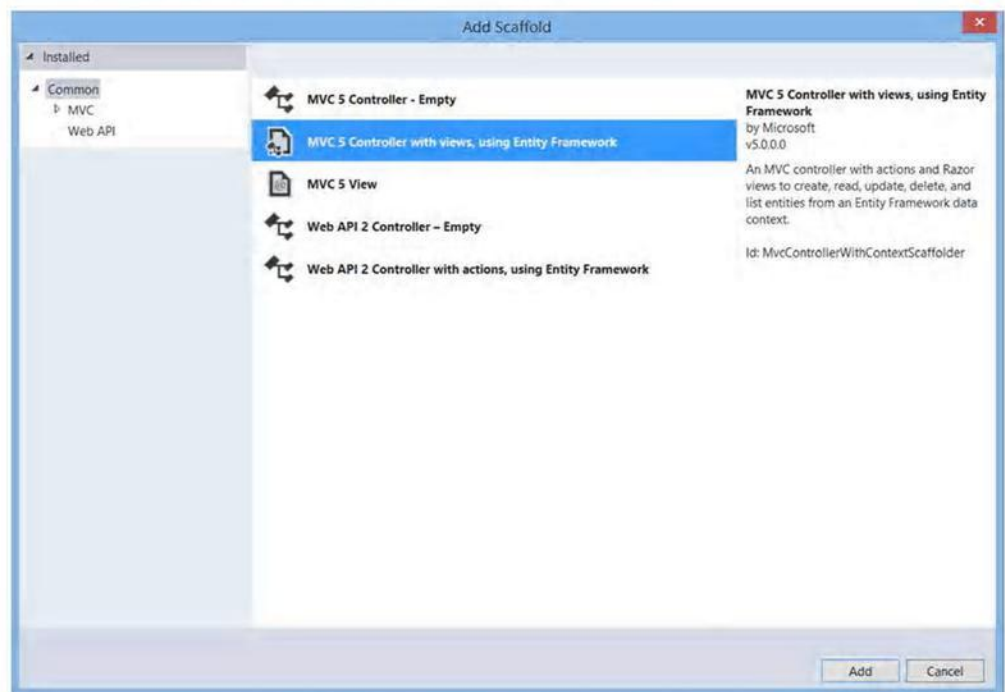 Add Scaffold
Installed
Common
MVC
Web API
MVC 5 Controller - Empty
MVC 5 Controller with views, using Entity Framework
MVC 5 View
Web API 2 Controller – Empty
Web API 2 Controller with actions, using Entity Framework
MVC 5 Controller with views, using Entity
Framework
by Microsoft
v5.0.0.0
An MVC controller with actions and Razor
views to create, read, update, delete, and
list entities from an Entity Framework data
context.
Id: MvcControllerWithContextScaffolder
Add
Cancel